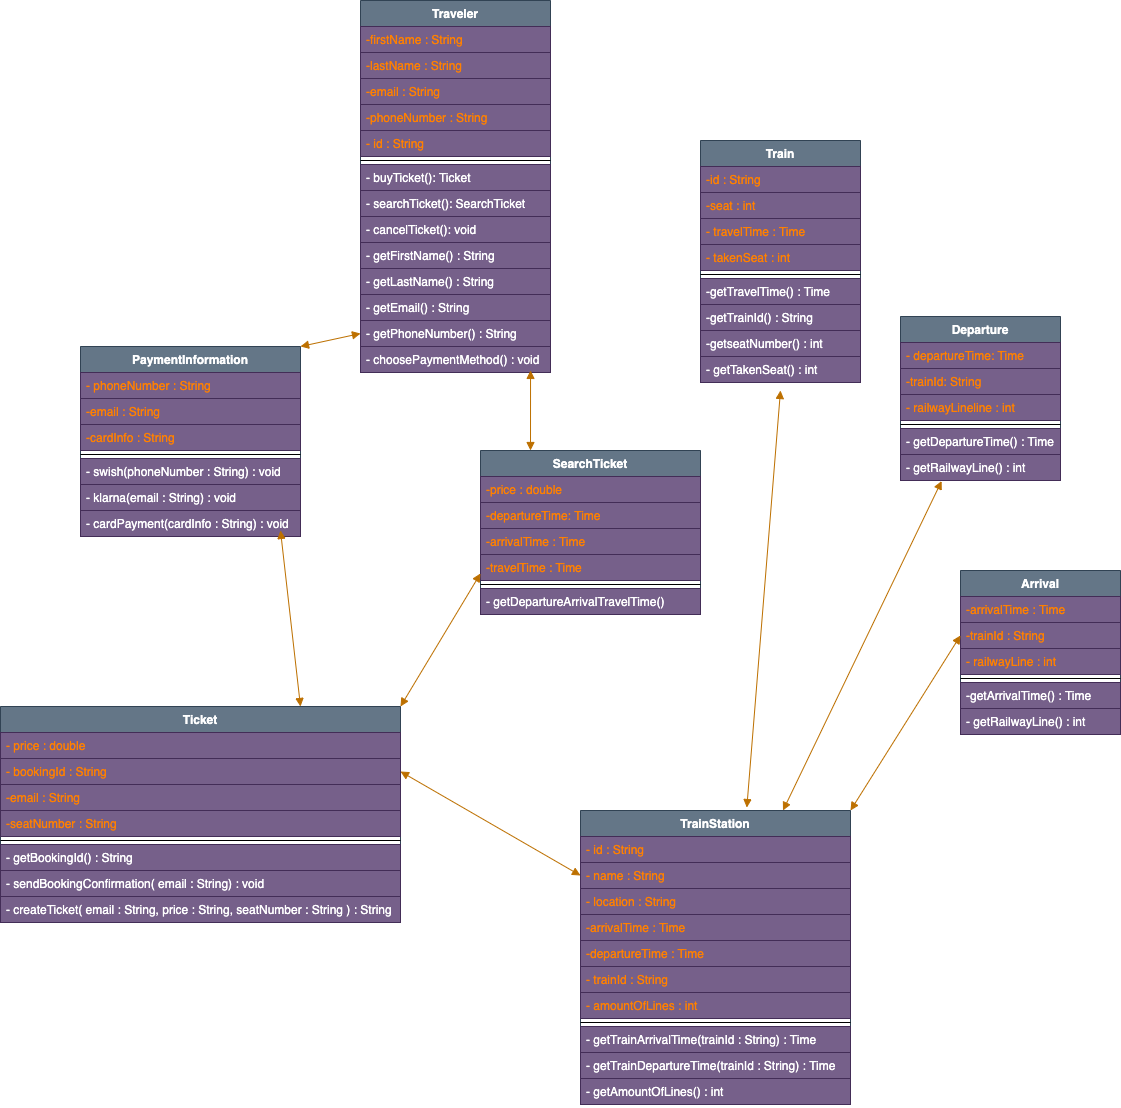 Traveler
-firstName : String
-lastName : String
-email : String
-phoneNumber : String
- id : String
- buyTicket(): Ticket
- searchTicket(): SearchTicket
- cancelTicket(): void
- getFirstName() : String
- getLastName() : String
- getEmail() : String
- getPhoneNumber() : String
- choosePaymentMethod() : void
Train
-id : String
-seat : int
- travelTime : Time
- takenSeat : int
-getTravelTime() : Time
-getTrainId() : String
-getseatNumber() : int
- getTakenSeat() : int
Departure
- departureTime: Time
-trainId: String
- railwayLineline : int
- getDepartureTime() : Time
- getRailwayLine() : int
PaymentInformation
- phoneNumber : String
-email : String
-cardInfo : String
- swish(phoneNumber : String) : void
- klarna(email : String) : void
- cardPayment(cardInfo : String) : void
SearchTicket
-price : double
-departureTime: Time
-arrivalTime : Time
-travelTime : Time
- getDepartureArrivalTravelTime()
Arrival
-arrivalTime : Time
-trainId : String
- railwayLine : int
-getArrivalTime() : Time
- getRailwayLine() : int
Ticket
- price : double
- bookingId : String
-email : String
-seatNumber : String
- getBookingId() : String
- sendBookingConfirmation( email : String) : void
- createTicket( email : String, price : String, seatNumber : String ) : String
TrainStation
- id : String
- name : String
- location : String
-arrivalTime : Time
-departureTime : Time
- trainId : String
- amountOfLines : int
- getTrainArrivalTime(trainId : String) : Time
- getTrainDepartureTime(trainId : String) : Time
- getAmountOfLines() : int